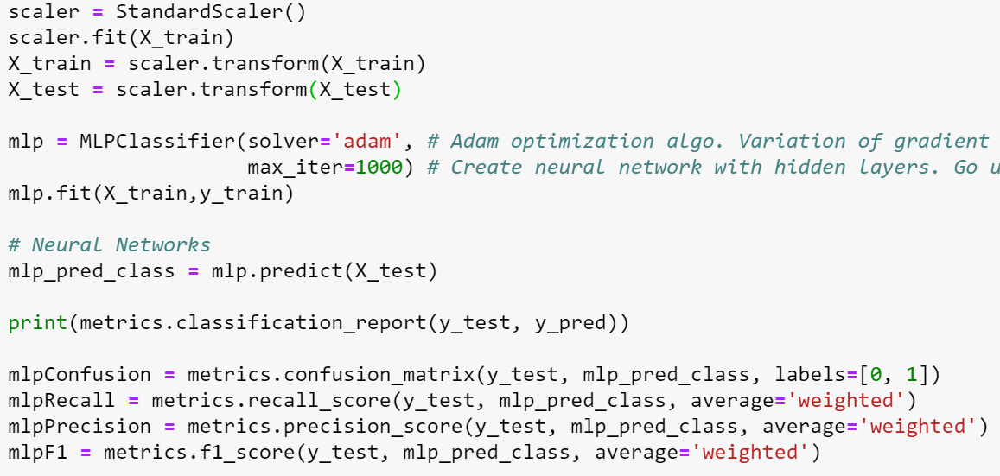 scaler = StandardScaler()
scaler.fit(X_train)
X_train = scaler.transform(X_train)
X_test = scaler.transform(X_test)
mlp = MLPClassifier(solver='adam', # Adam optimization algo. Variation of gradient
max_iter=1000) # Create neural network with hidden layers. Go
mlp.fit(X_train,y_train)
# Neural Networks
mlp_pred_class = mlp.predict(X_test)
print(metrics.classification_report(y_test, y_pred))
mlpConfusion = metrics.confusion_matrix(y_test, mlp_pred_class, labels=[0, 1])
mlpRecall = metrics.recall_score(y_test, mlp_pred_class, average='weighted')
mlpPrecision = metrics.precision_score(y_test, mlp_pred_class, average='weighted')
mlpF1 = metrics.f1_score(y_test, mlp_pred_class, average='weighted')